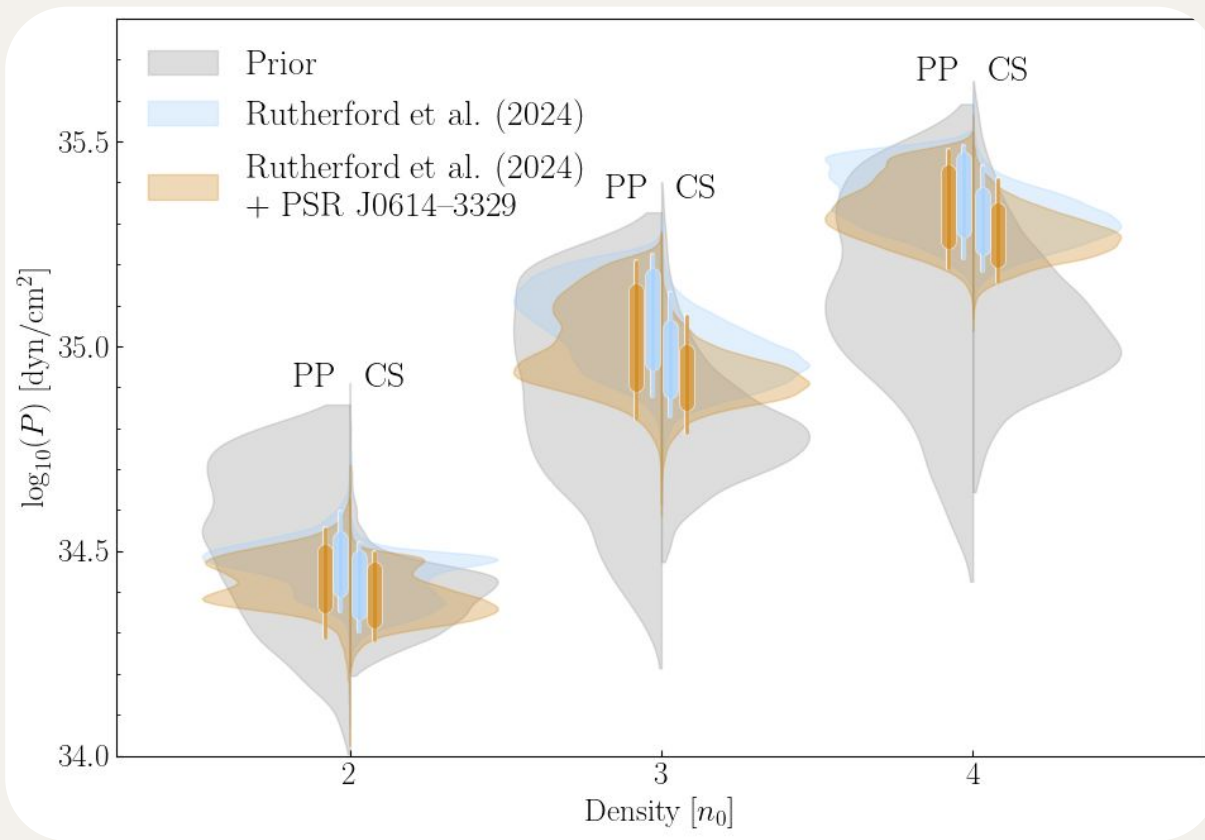 Prior
Rutherford et al. (2024)
Rutherford et al. (2024)
+ PSR J0614–3329
PP CS
PP CS
PP CS
35.5
35.0
34.5
34.0
log₁₀(P) [dyn/cm²]
2 3 4
Density [n₀]